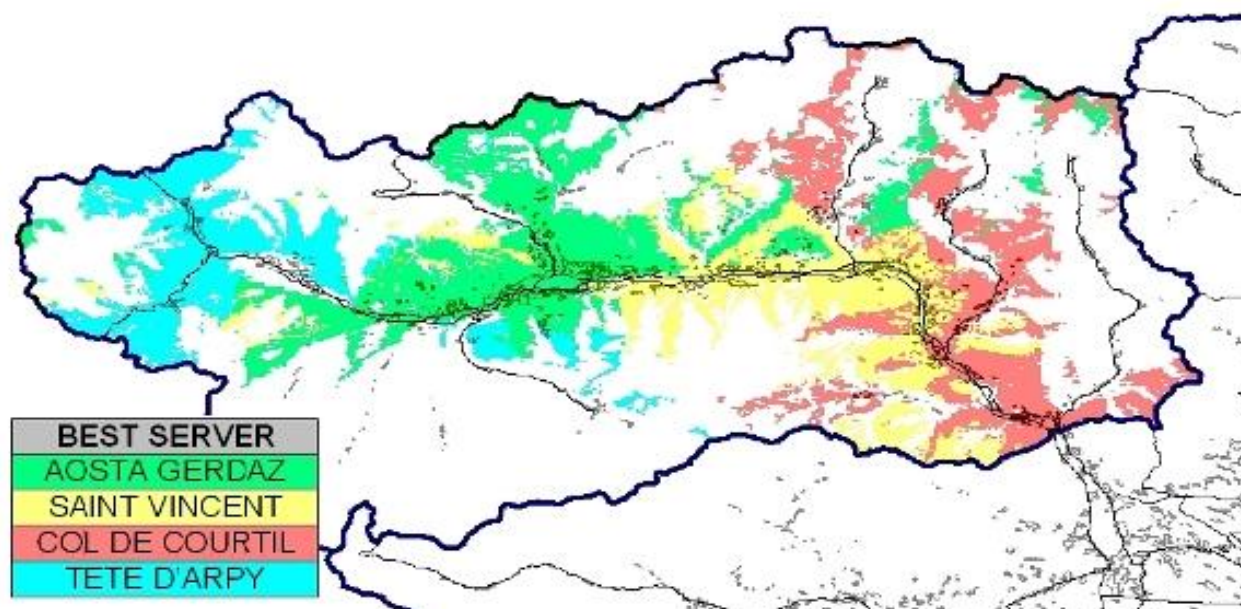 BEST SERVER
AOSTA GERDAZ
SAINT VINCENT
COL DE COURTIL
TETE D'ARPY